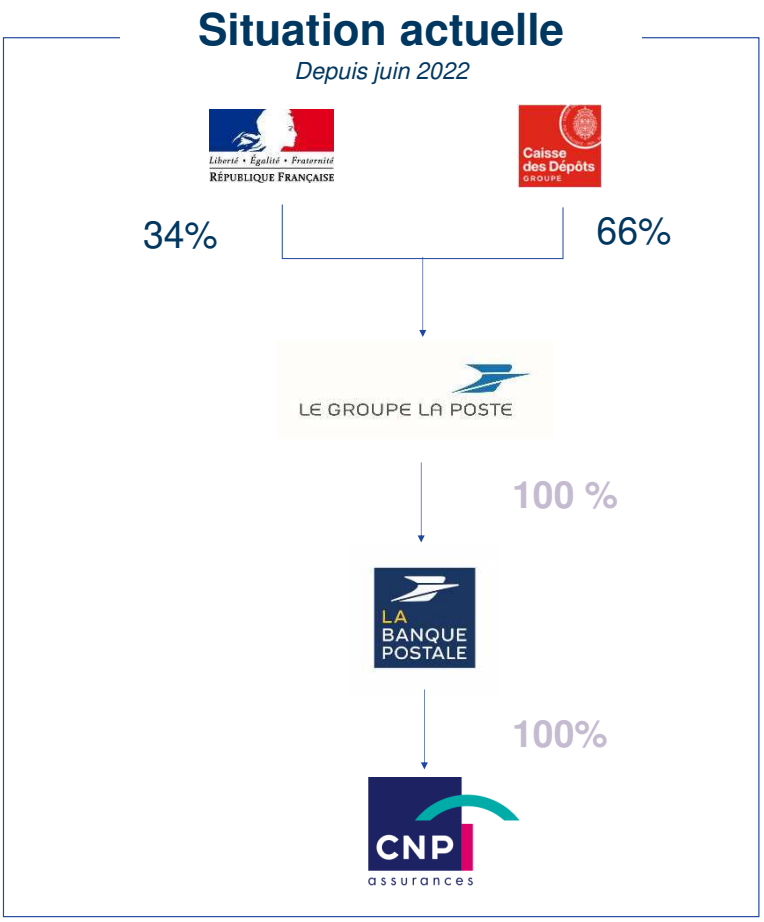 Situation actuelle
Depuis juin 2022
Liberté • Égalité • Fraternité
RÉPUBLIQUE FRANÇAISE
Caisse
des Dépôts
GROUPE
34%
66%
LE GROUPE LA POSTE
100 %
LA
BANQUE
POSTALE
100%
CNP
assurances